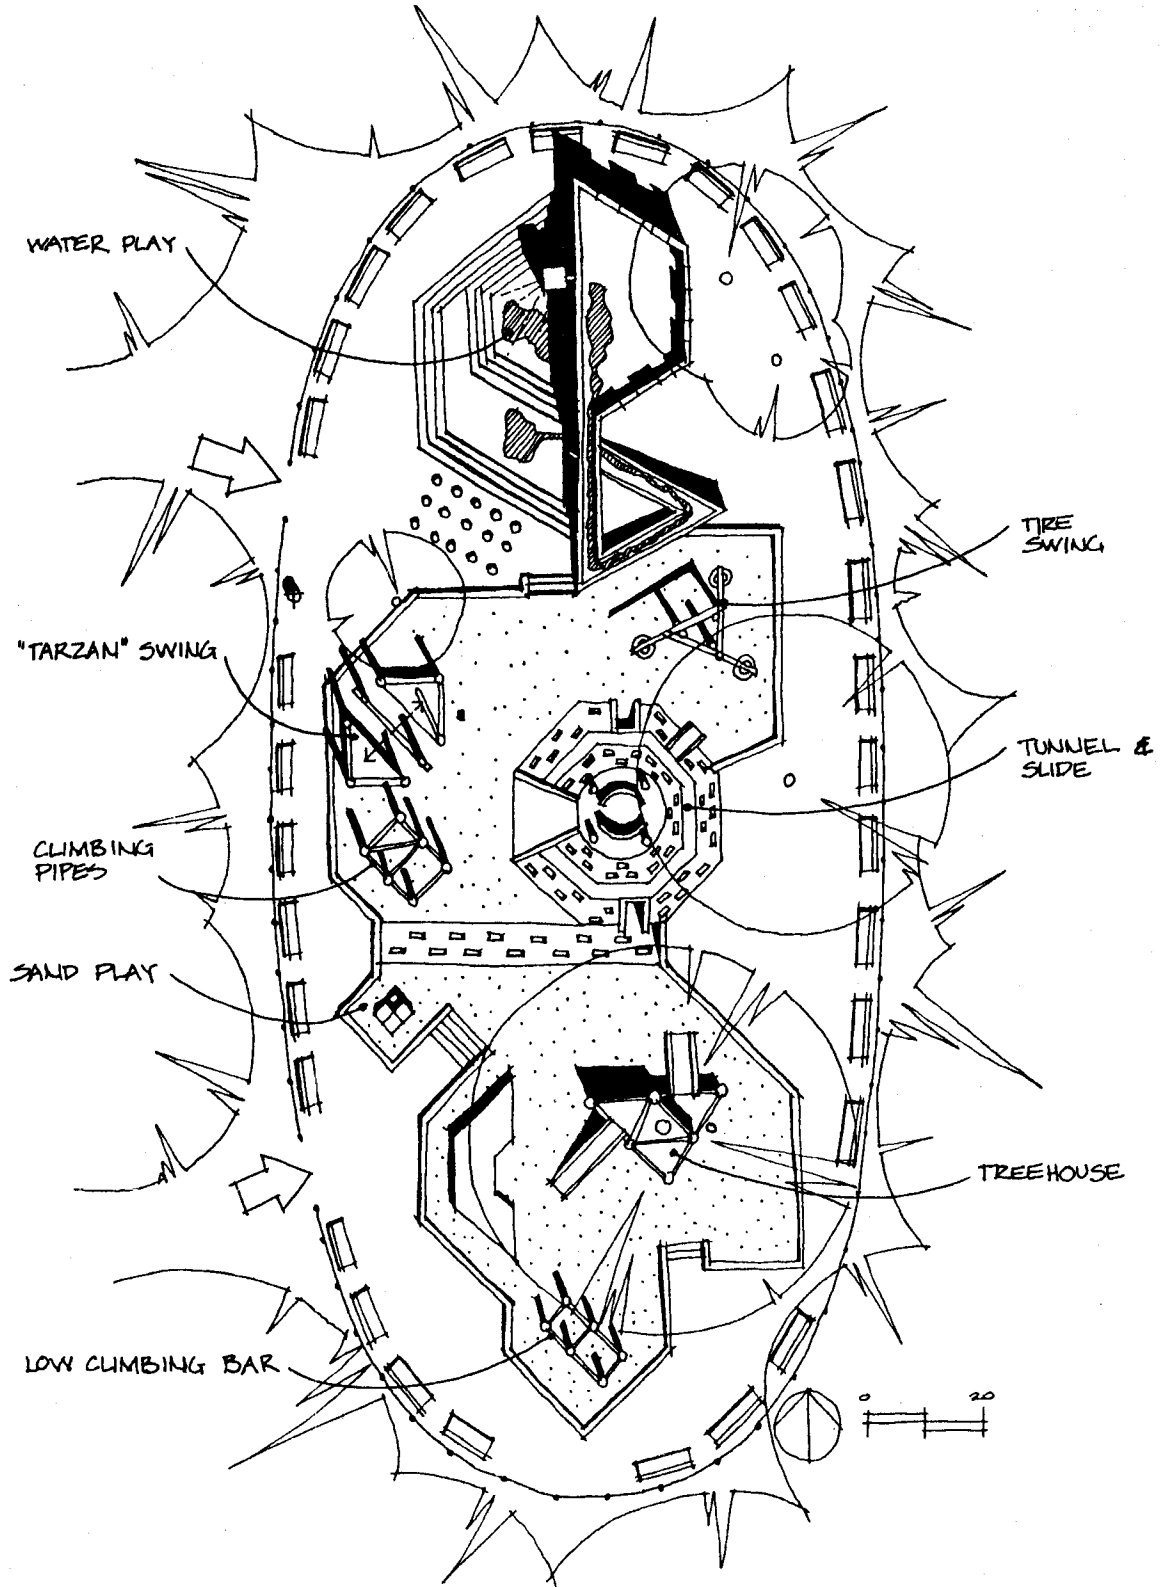 WATER PLAY
TIRE
SWING
"TARZAN" SWING
TUNNEL &
SLIDE
CLIMBING
PIPES
SAND PLAY
TREEHOUSE
LOW CLIMBING BAR
0 20